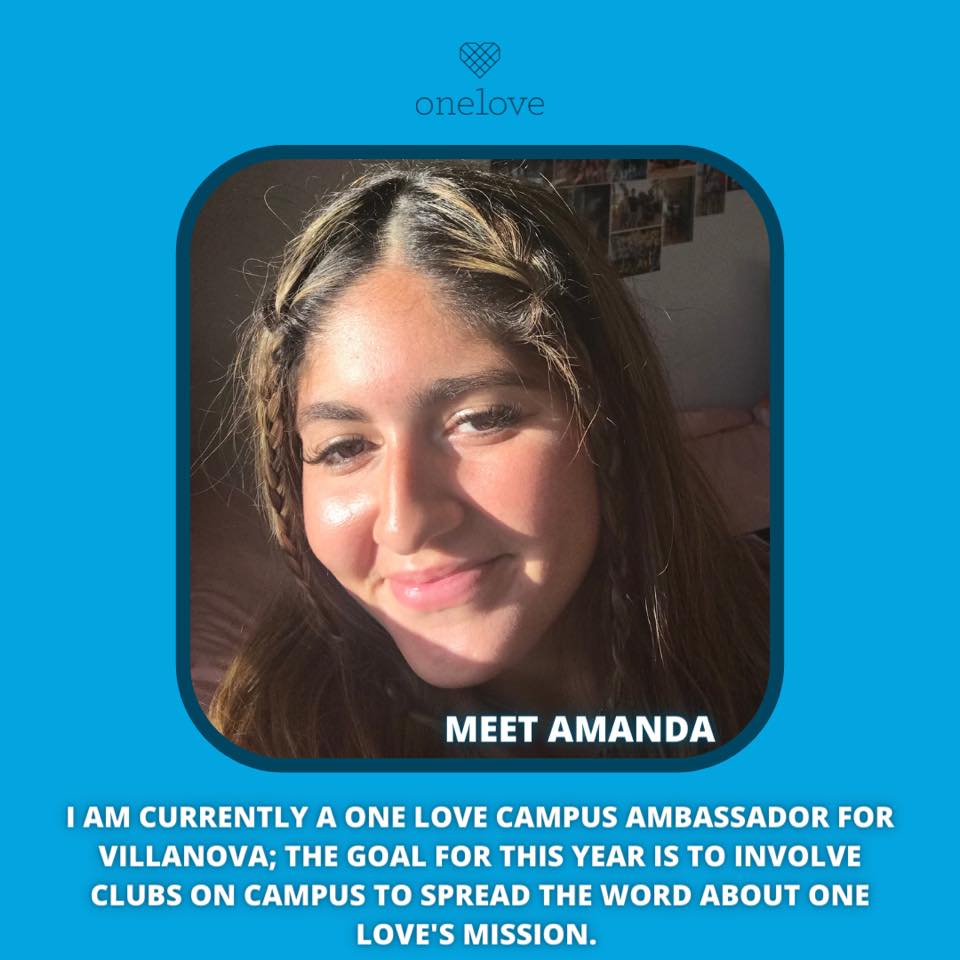 onelove
MEET AMANDA
I AM CURRENTLY A ONE LOVE CAMPUS AMBASSADOR FOR
VILLANOVA; THE GOAL FOR THIS YEAR IS TO INVOLVE
CLUBS ON CAMPUS TO SPREAD THE WORD ABOUT ONE
LOVE'S MISSION.